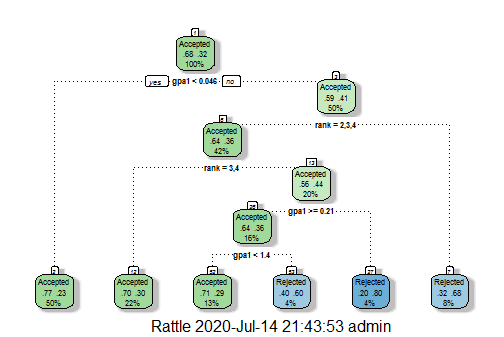 1
Accepted
.68 .32
100%
yes gpa1 < 0.046 no
3
Accepted
.59 .41
50%
rank = 2,3,4
Accepted
.64 .36
42%
rank = 3,4
13
Accepted
.56 .44
20%
gpa1 >= 0.21
26
Accepted
.64 .36
16%
gpa1 < 1.4
2
Accepted
.77 .23
50%
12
Accepted
.70 .30
22%
52
Accepted
.71 .29
13%
53
Rejected
.40 .60
4%
27
Rejected
.20 .80
4%
7
Rejected
.32 .68
8%
Rattle 2020-Jul-14 21:43:53 admin